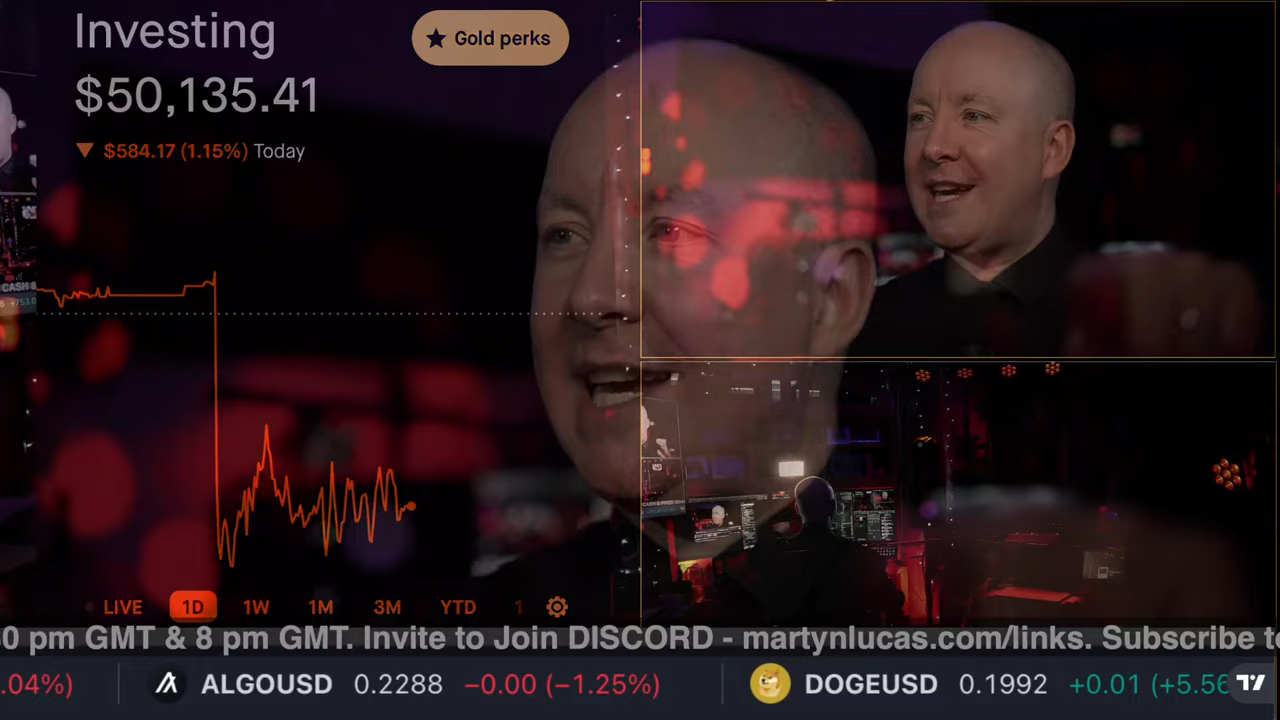 Investing
Gold perks
$50,135.41
$584.17 (1.15%) Today
LIVE 1D 1W 1M 3M YTD 1
0 pm GMT & 8 pm GMT. Invite to Join DISCORD - martynlucas.com/links. Subscribe to
.04%) ALGOUSD 0.2288 −0.00 (−1.25%) DOGEUSD 0.1992 +0.01 (+5.56